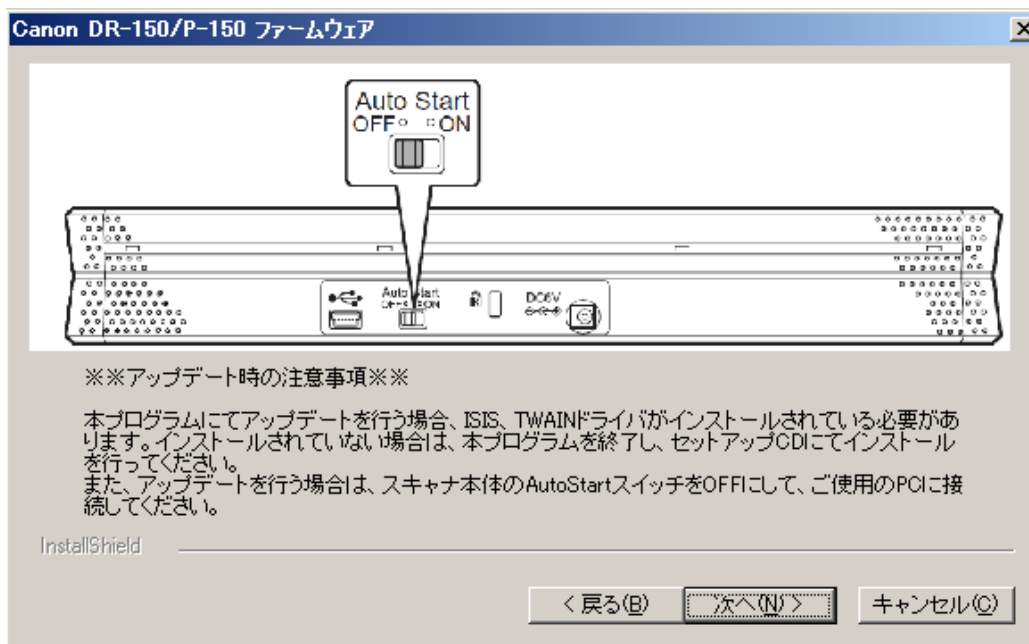 Canon DR-150/P-150 ファームウェア
Auto Start
OFF ON
Auto Start
OFF ON
DC6V
※※アップデート時の注意事項※※
本プログラムにてアップデートを行う場合、ISIS、TWAINドライバがインストールされている必要があ
ります。インストールされていない場合は、本プログラムを終了し、セットアップCDにてインストール
を行ってください。
また、アップデートを行う場合は、スキャナ本体のAutoStartスイッチをOFFにして、ご使用のPCに接
続してください。
InstallShield
< 戻る(B)
次へ(N) >
キャンセル(C)